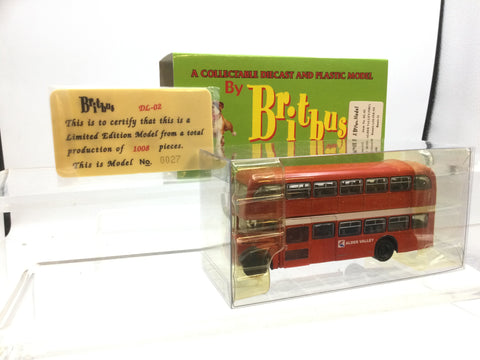 A COLLECTABLE DIECAST AND PLASTIC MODEL
By
Britbus
Britbus DL-02
This is to certify that this is a
Limited Edition Model from a total
production of 1008 pieces.
This is Model No. 0027
ALDER VALLEY